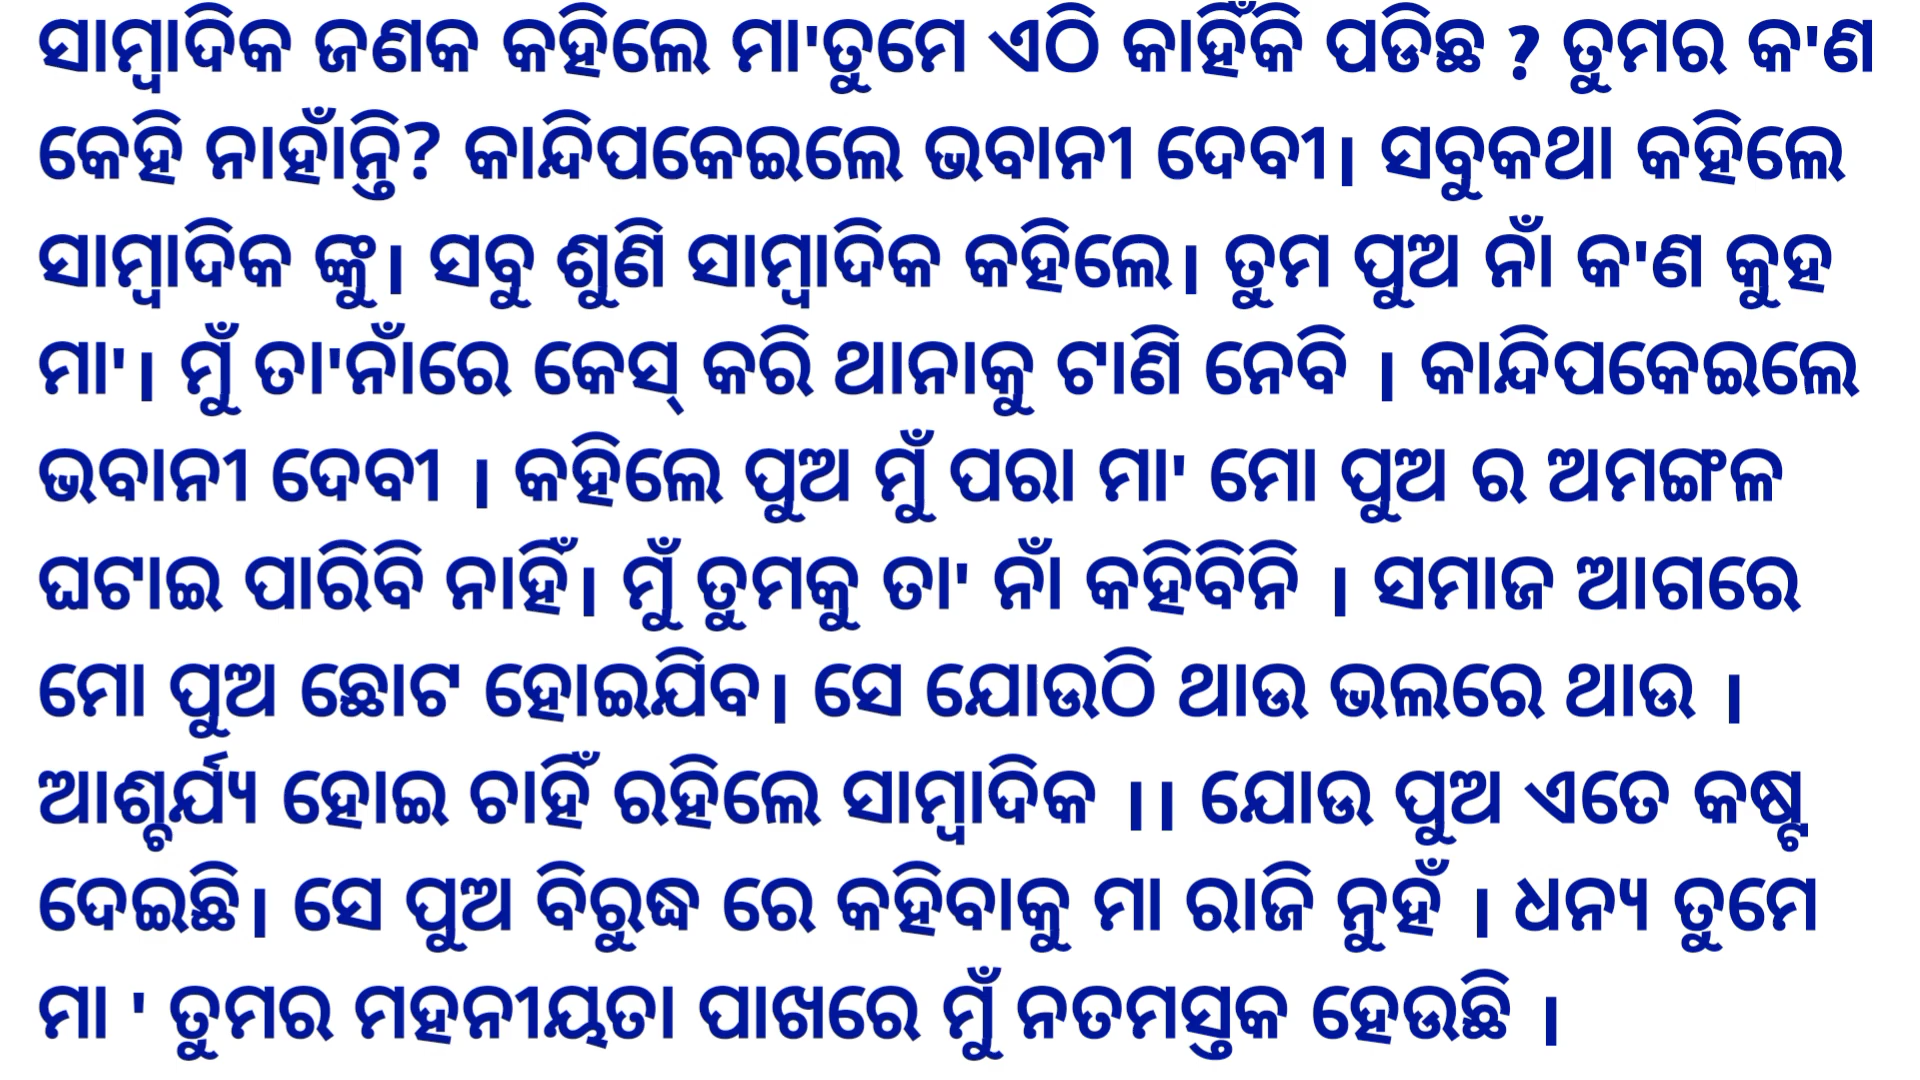 ସାମ୍ବାଦିକ ଜଣକ କହିଲେ ମା'ତୁମେ ଏଠି କାହିଁକି ପଡିଛ ? ତୁମର କ'ଣ
କେହି ନାହାଁନ୍ତି? କାନ୍ଦିପକେଇଲେ ଭବାନୀ ଦେବୀ| ସବୁକଥା କହିଲେ
ସାମ୍ବାଦିକ ଙ୍କୁ| ସବୁ ଶୁଣି ସାମ୍ବାଦିକ କହିଲେ| ତୁମ ପୁଅ ନାଁ କ'ଣ କୁହ
ମା'| ମୁଁ ତା'ନାଁରେ କେସ୍ କରି ଥାନାକୁ ଟାଣି ନେବି | କାନ୍ଦିପକେଇଲେ
ଭବାନୀ ଦେବୀ | କହିଲେ ପୁଅ ମୁଁ ପରା ମା' ମୋ ପୁଅ ର ଅମଙ୍ଗଳ
ଘଟାଇ ପାରିବି ନାହିଁ| ମୁଁ ତୁମକୁ ତା' ନାଁ କହିବିନି | ସମାଜ ଆଗରେ
ମୋ ପୁଅ ଛୋଟ ହୋଇଯିବ| ସେ ଯୋଉଠି ଥାଉ ଭଲରେ ଥାଉ |
ଆଶ୍ଚର୍ଯ୍ୟ ହୋଇ ଚାହିଁ ରହିଲେ ସାମ୍ବାଦିକ || ଯୋଉ ପୁଅ ଏତେ କଷ୍ଟ
ଦେଇଛି| ସେ ପୁଅ ବିରୁଦ୍ଧ ରେ କହିବାକୁ ମା ରାଜି ନୁହଁ | ଧନ୍ୟ ତୁମେ
ମା ' ତୁମର ମହନୀୟତା ପାଖରେ ମୁଁ ନତମସ୍ତକ ହେଉଛି |